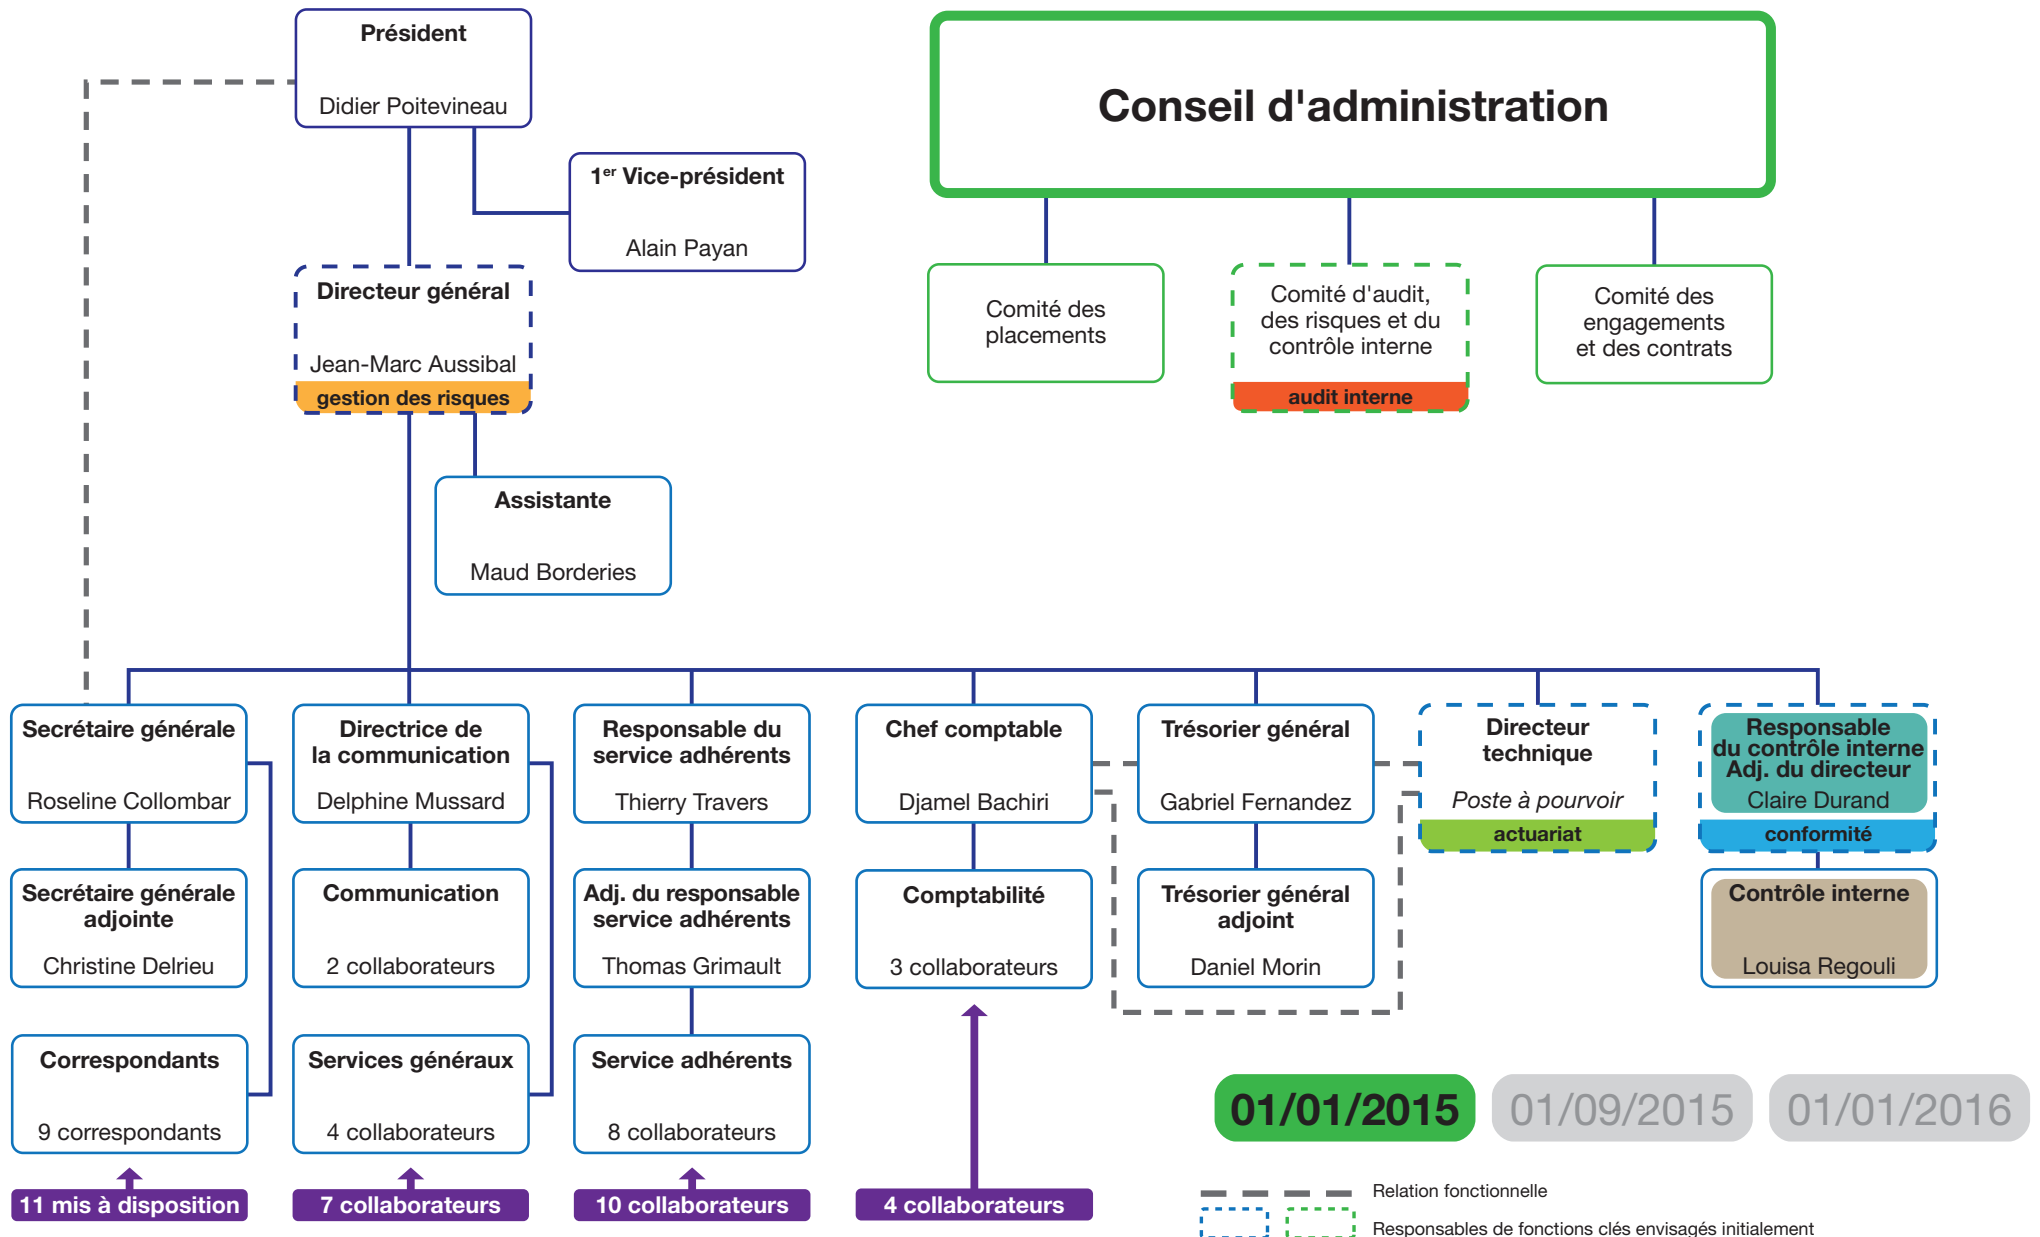 Président
Didier Poitevineau
1er Vice-président
Alain Payan
Directeur général
Jean-Marc Aussibal
gestion des risques
Assistante
Maud Borderies
Conseil d'administration
Comité des
placements
Comité d'audit,
des risques et du
contrôle interne
audit interne
Comité des
engagements
et des contrats
Secrétaire générale
Roseline Collombar
Secrétaire générale
adjointe
Christine Delrieu
Correspondants
9 correspondants
11 mis à disposition
Directrice de
la communication
Delphine Mussard
Communication
2 collaborateurs
Services généraux
4 collaborateurs
7 collaborateurs
Responsable du
service adhérents
Thierry Travers
Adj. du responsable
service adhérents
Thomas Grimault
Service adhérents
8 collaborateurs
10 collaborateurs
Chef comptable
Djamel Bachiri
Comptabilité
3 collaborateurs
4 collaborateurs
Trésorier général
Gabriel Fernandez
Trésorier général
adjoint
Daniel Morin
Directeur
technique
Poste à pourvoir
actuariat
Responsable
du contrôle interne
Adj. du directeur
Claire Durand
conformité
Contrôle interne
Louisa Regouli
01/01/2015
01/09/2015
01/01/2016
Relation fonctionnelle
Responsables de fonctions clés envisagés initialement